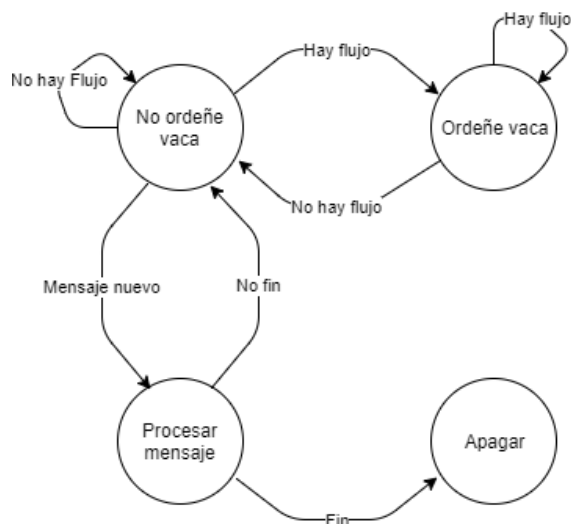 Hay flujo
Hay flujo
No hay Flujo
No ordeñe
vaca
Ordeñe vaca
No hay flujo
Mensaje nuevo
No fin
Procesar
mensaje
Apagar
Fin